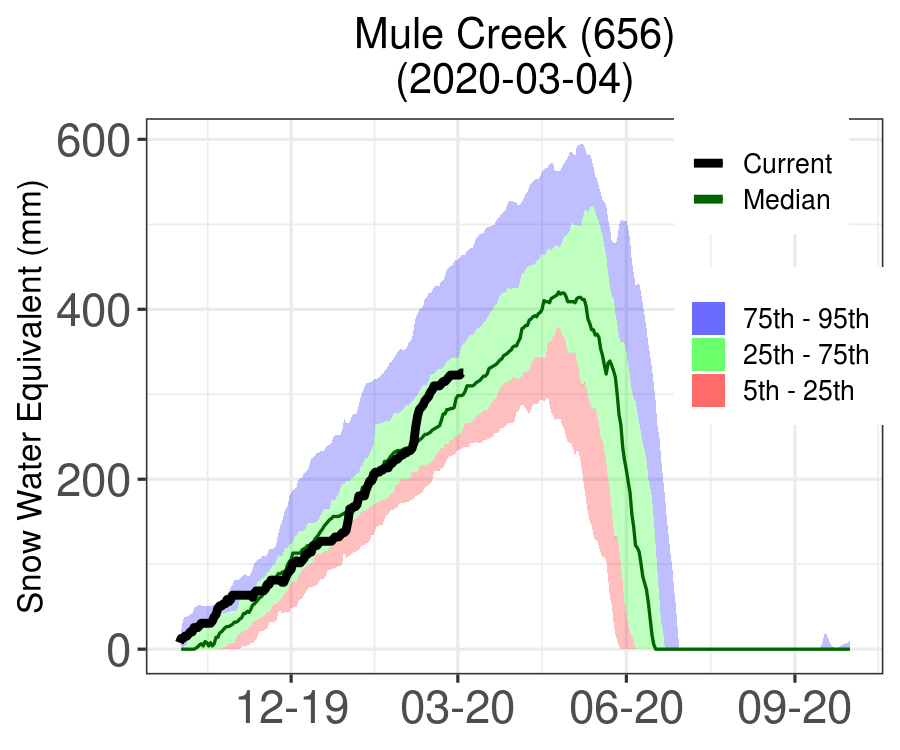 Mule Creek (656)
(2020-03-04)
Snow Water Equivalent (mm)
600
400
200
0
12-19
03-20
06-20
09-20
Current
Median
75th - 95th
25th - 75th
5th - 25th